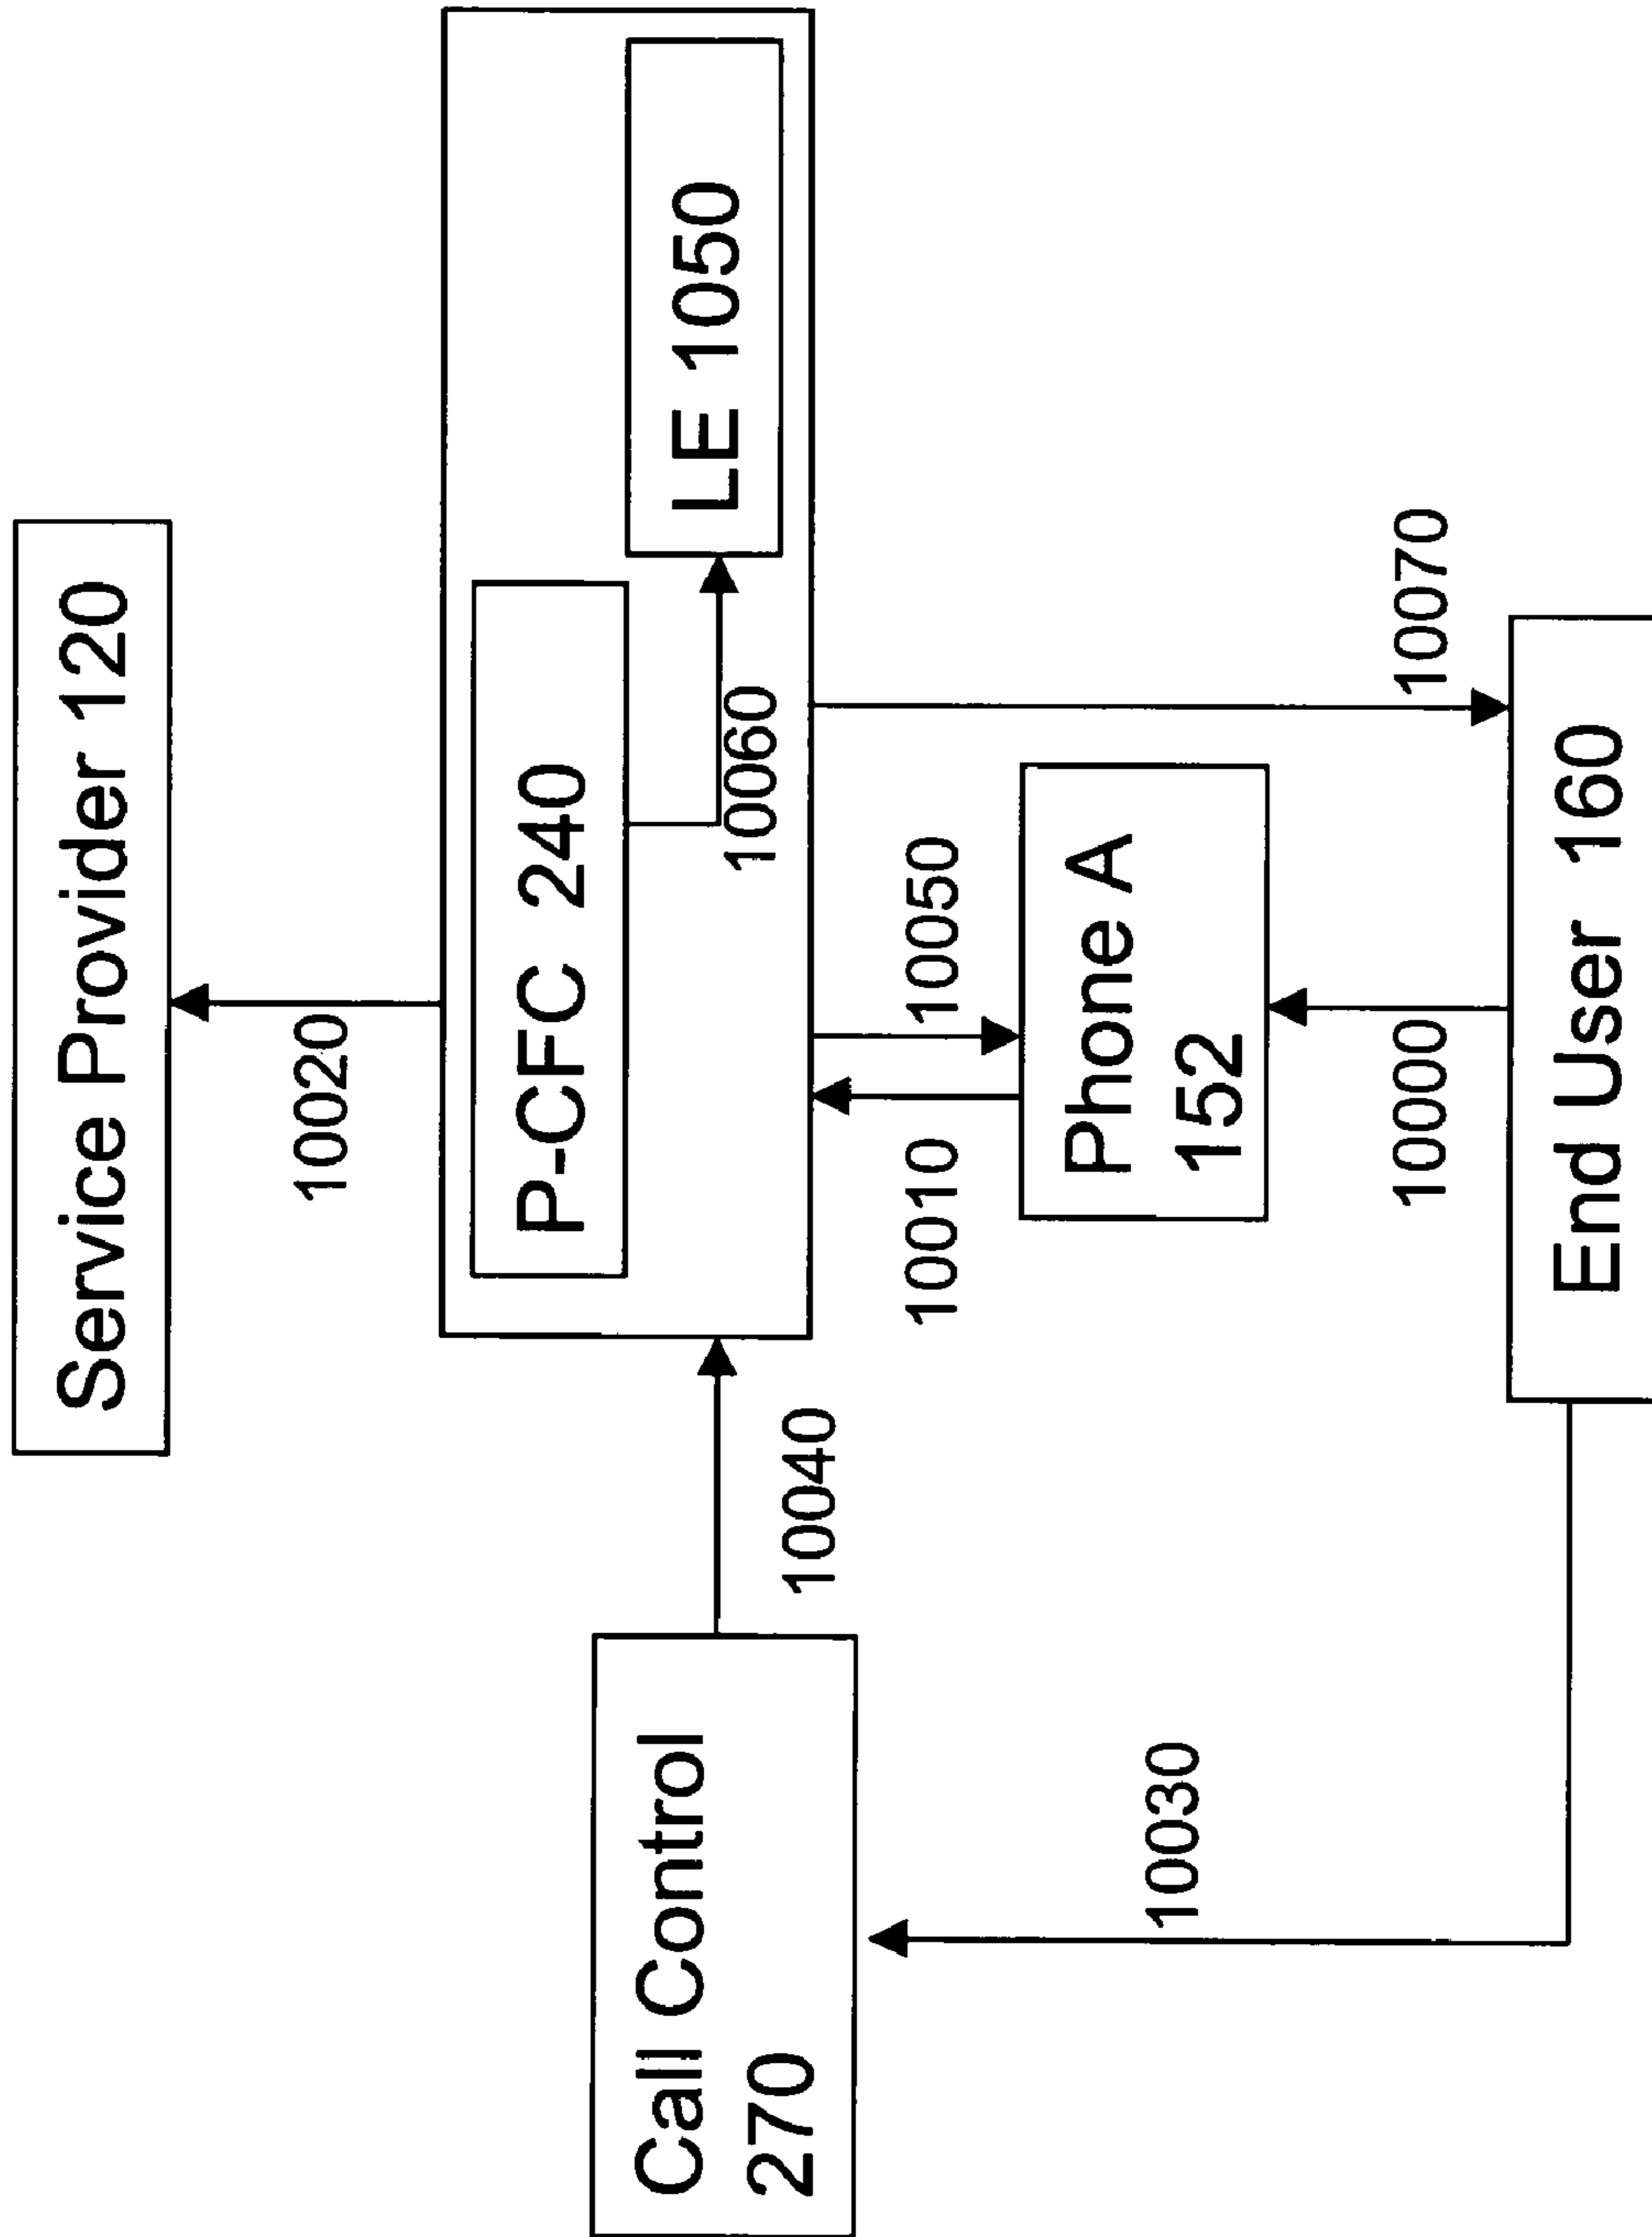 Service Provider 120
10020
P-CFC 240
LE 1050
10060
10040
Call Control
270
10010
10050
10070
Phone A
152
10030
10000
End User 160